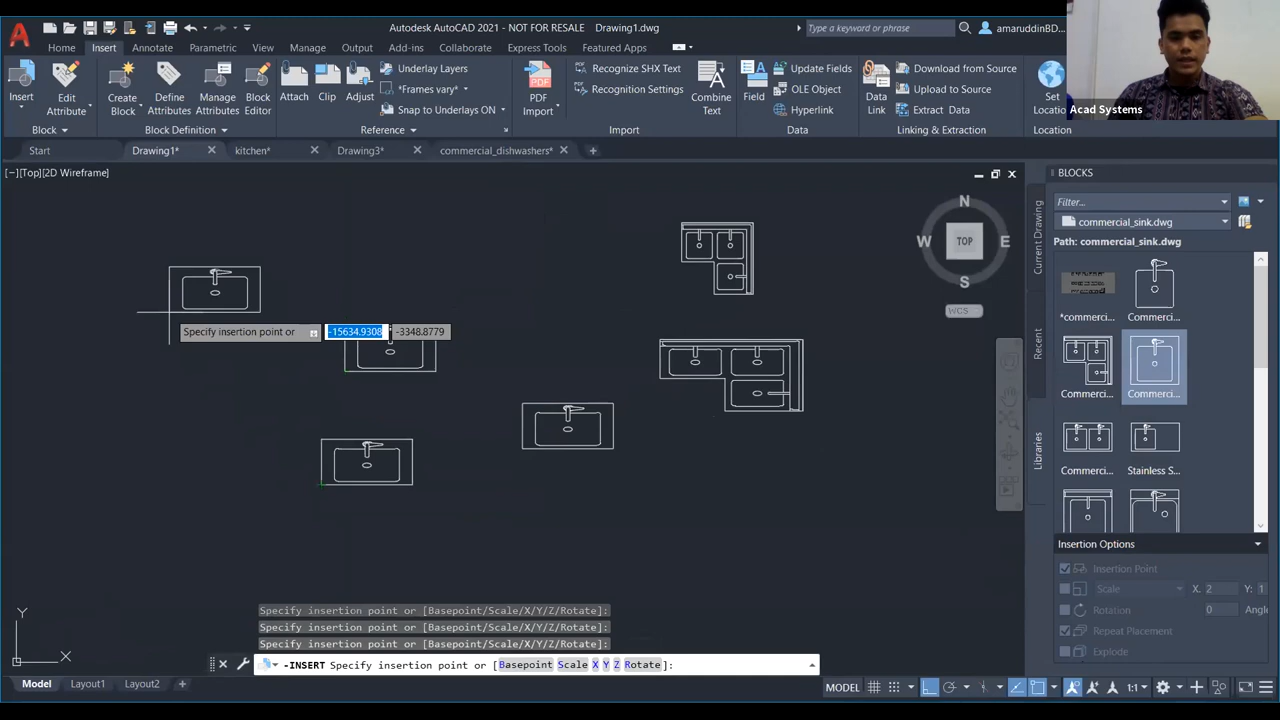 Autodesk AutoCAD 2021 - NOT FOR RESALE Drawing1.dwg
Type a keyword or phrase
amaruddinBD...
Home Insert Annotate Parametric View Manage Output Add-ins Collaborate Express Tools Featured Apps
Insert
Edit Attribute
Create Block
Define Attributes
Manage Attributes
Block Editor
Attach
Clip
Adjust
Underlay Layers
*Frames vary*
Snap to Underlays ON
PDF Import
Recognize SHX Text
Recognition Settings
Combine Text
Field
Update Fields
OLE Object
Hyperlink
Data Link
Download from Source
Upload to Source
Extract Data
Set Location
Acad Systems
Block Block Definition Reference Import Data Linking & Extraction Location
Start Drawing1* kitchen* Drawing3* commercial_dishwashers*
[−][Top][2D Wireframe]
N
W TOP E
S
WCS
Specify insertion point or -15634.9308 -3348.8779
BLOCKS
Filter...
commercial_sink.dwg
Path: commercial_sink.dwg
Current Drawing
Recent
Libraries
*commerc... Commerci...
Commerci... Commerci...
Commerci... Stainless S...
Insertion Options
Insertion Point
Scale X: 2 Y: 1
Rotation 0 Angle
Repeat Placement
Explode
Y
X
Specify insertion point or [Basepoint/Scale/X/Y/Z/Rotate]:
Specify insertion point or [Basepoint/Scale/X/Y/Z/Rotate]:
Specify insertion point or [Basepoint/Scale/X/Y/Z/Rotate]:
-INSERT Specify insertion point or [Basepoint Scale X Y Z Rotate]:
Model Layout1 Layout2
MODEL 1:1